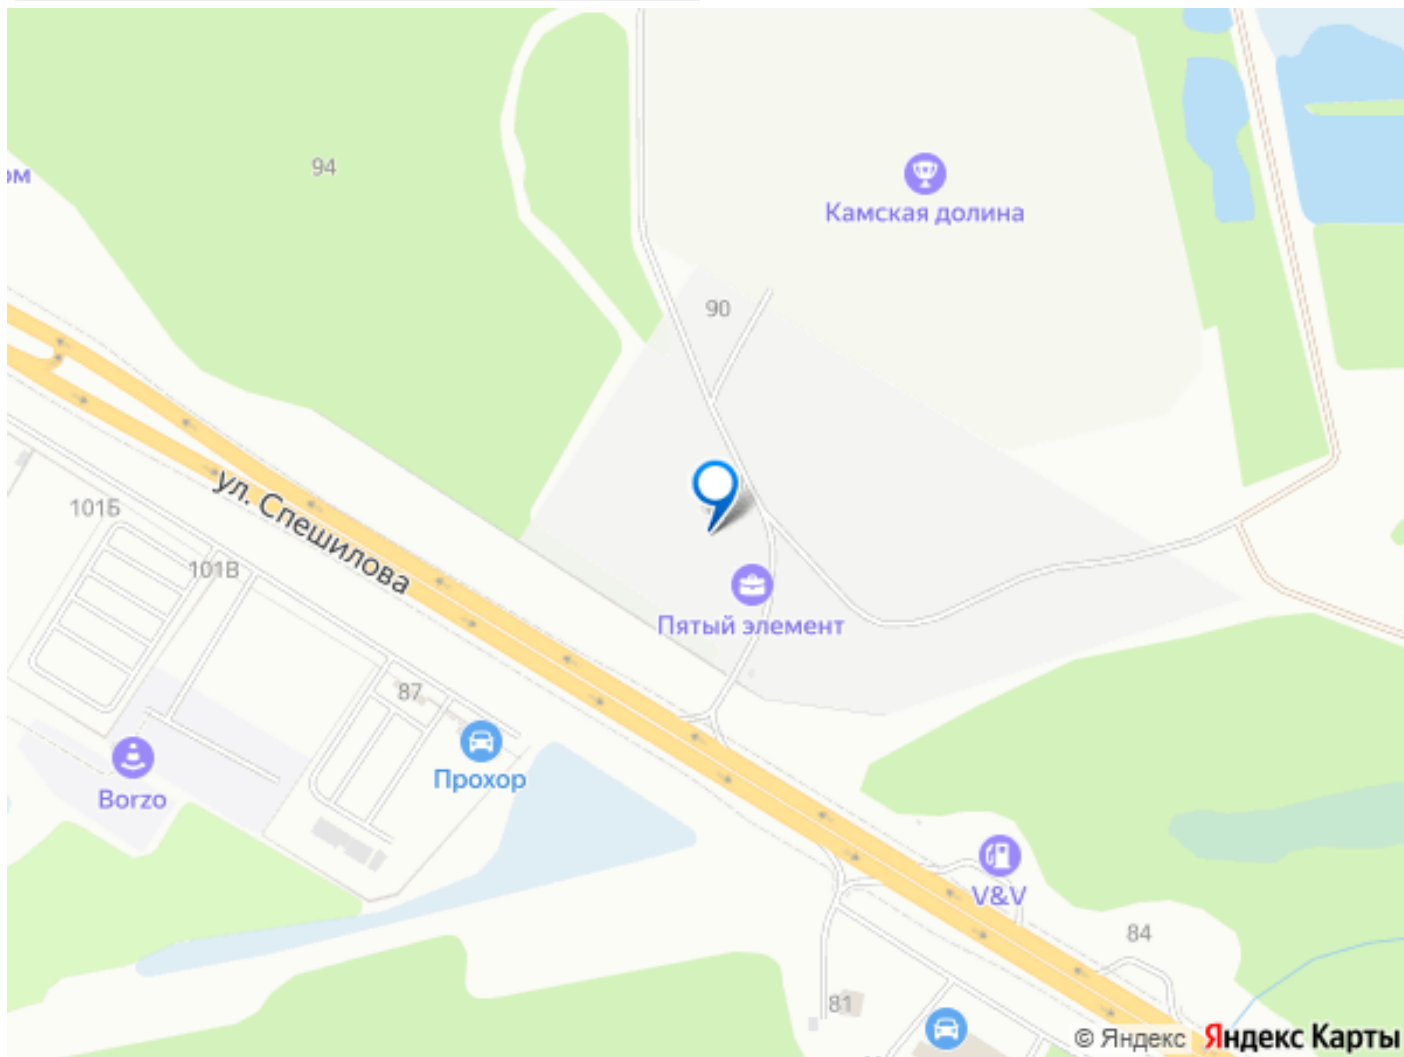 94
ом
Камская долина
90
ул. Спешилова
101Б
101В
Пятый элемент
87
Прохор
Borzo
V&V
84
81
© Яндекс Яндекс Карты